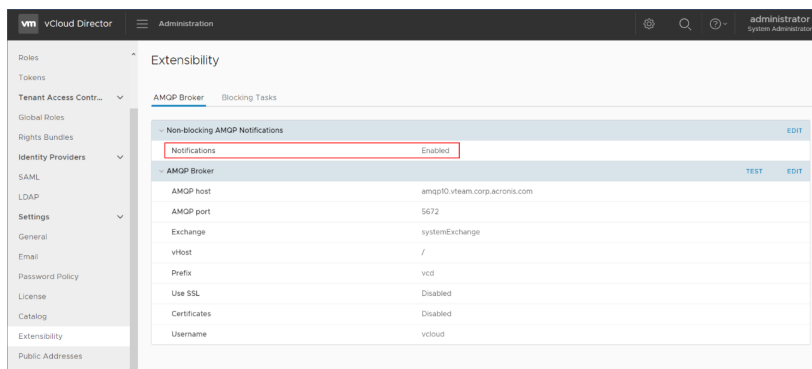 vm vCloud Director Administration administrator
System Administrator
Roles
Tokens
Tenant Access Contr...
Global Roles
Rights Bundles
Identity Providers
SAML
LDAP
Settings
General
Email
Password Policy
License
Catalog
Extensibility
Public Addresses
Extensibility
AMQP Broker Blocking Tasks
Non-blocking AMQP Notifications EDIT
Notifications Enabled
AMQP Broker TEST EDIT
AMQP host amqp10.vteam.corp.acronis.com
AMQP port 5672
Exchange systemExchange
vHost /
Prefix vcd
Use SSL Disabled
Certificates Disabled
Username vcloud